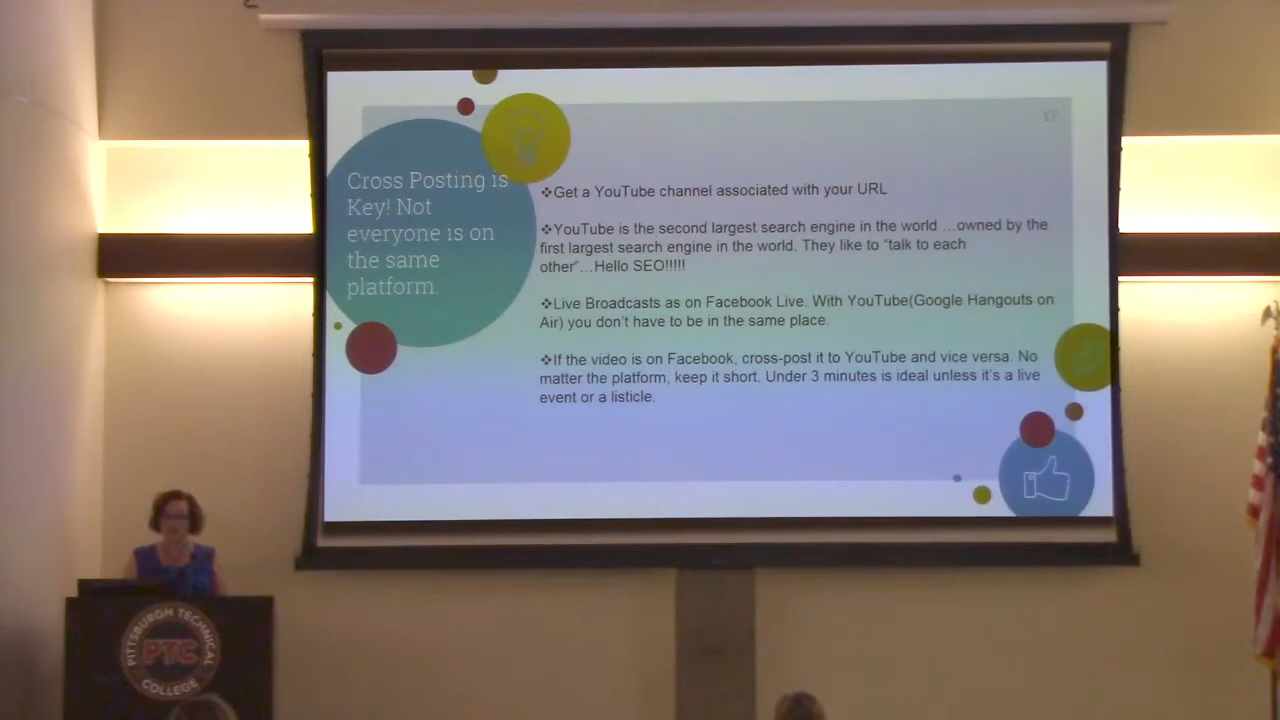 17
Cross Posting is
Key! Not
everyone is on
the same
platform.
❖Get a YouTube channel associated with your URL
❖YouTube is the second largest search engine in the world …owned by the
first largest search engine in the world. They like to “talk to each
other”…Hello SEO!!!!!
❖Live Broadcasts as on Facebook Live. With YouTube(Google Hangouts on
Air) you don’t have to be in the same place.
❖If the video is on Facebook, cross-post it to YouTube and vice versa. No
matter the platform, keep it short. Under 3 minutes is ideal unless it’s a live
event or a listicle.
PITTSBURGH TECHNICAL
PTC
COLLEGE